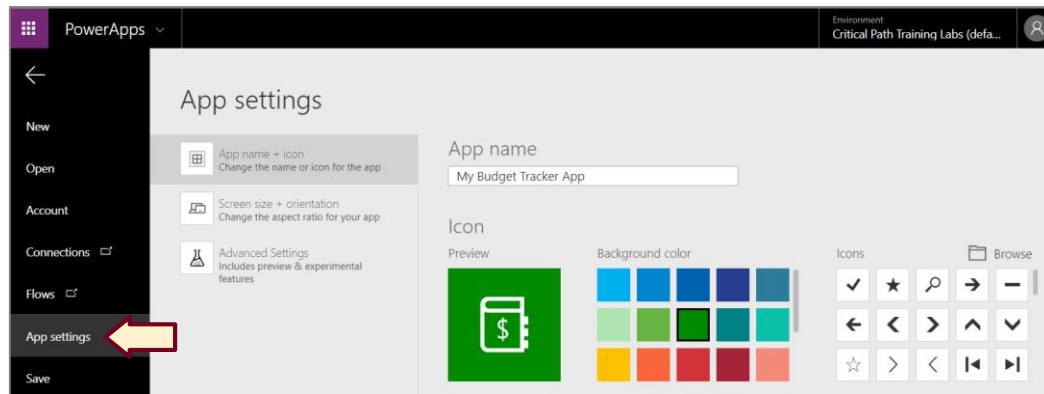 PowerApps
Environment
Critical Path Training Labs (defa...
New
Open
Account
Connections
Flows
App settings
Save
App settings
App name + icon
Change the name or icon for the app
Screen size + orientation
Change the aspect ratio for your app
Advanced Settings
Includes preview & experimental
features
App name
My Budget Tracker App
Icon
Preview
Background color
Icons
Browse
$